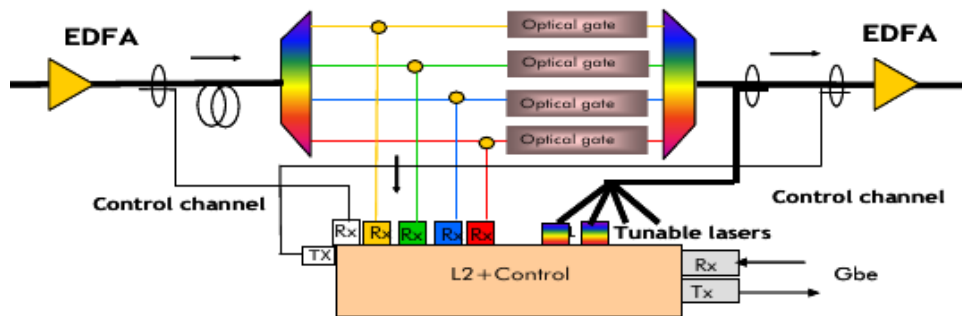 EDFA
EDFA
Optical gate
Optical gate
Optical gate
Optical gate
Control channel
Control channel
Rx
Rx
Rx
Rx
Rx
L
Tunable lasers
TX
L2+Control
Rx
Tx
Gbe